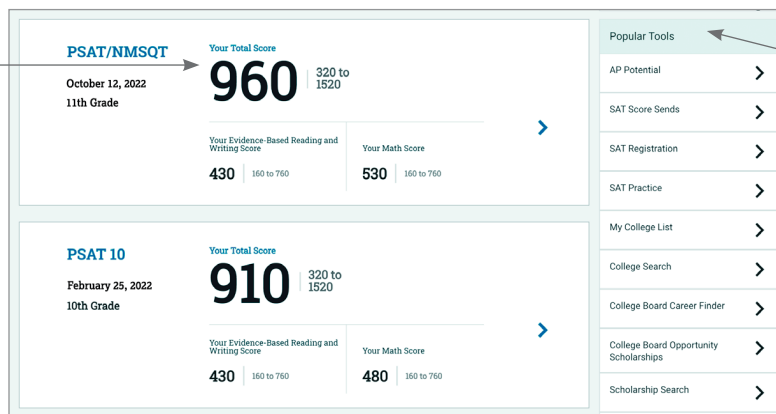 PSAT/NMSQT
October 12, 2022
11th Grade
Your Total Score
960
320 to
1520
Your Evidence-Based Reading and
Writing Score
430
160 to 760
Your Math Score
530
160 to 760
PSAT 10
February 25, 2022
10th Grade
Your Total Score
910
320 to
1520
Your Evidence-Based Reading and
Writing Score
430
160 to 760
Your Math Score
480
160 to 760
Popular Tools
AP Potential
SAT Score Sends
SAT Registration
SAT Practice
My College List
College Search
College Board Career Finder
College Board Opportunity
Scholarships
Scholarship Search